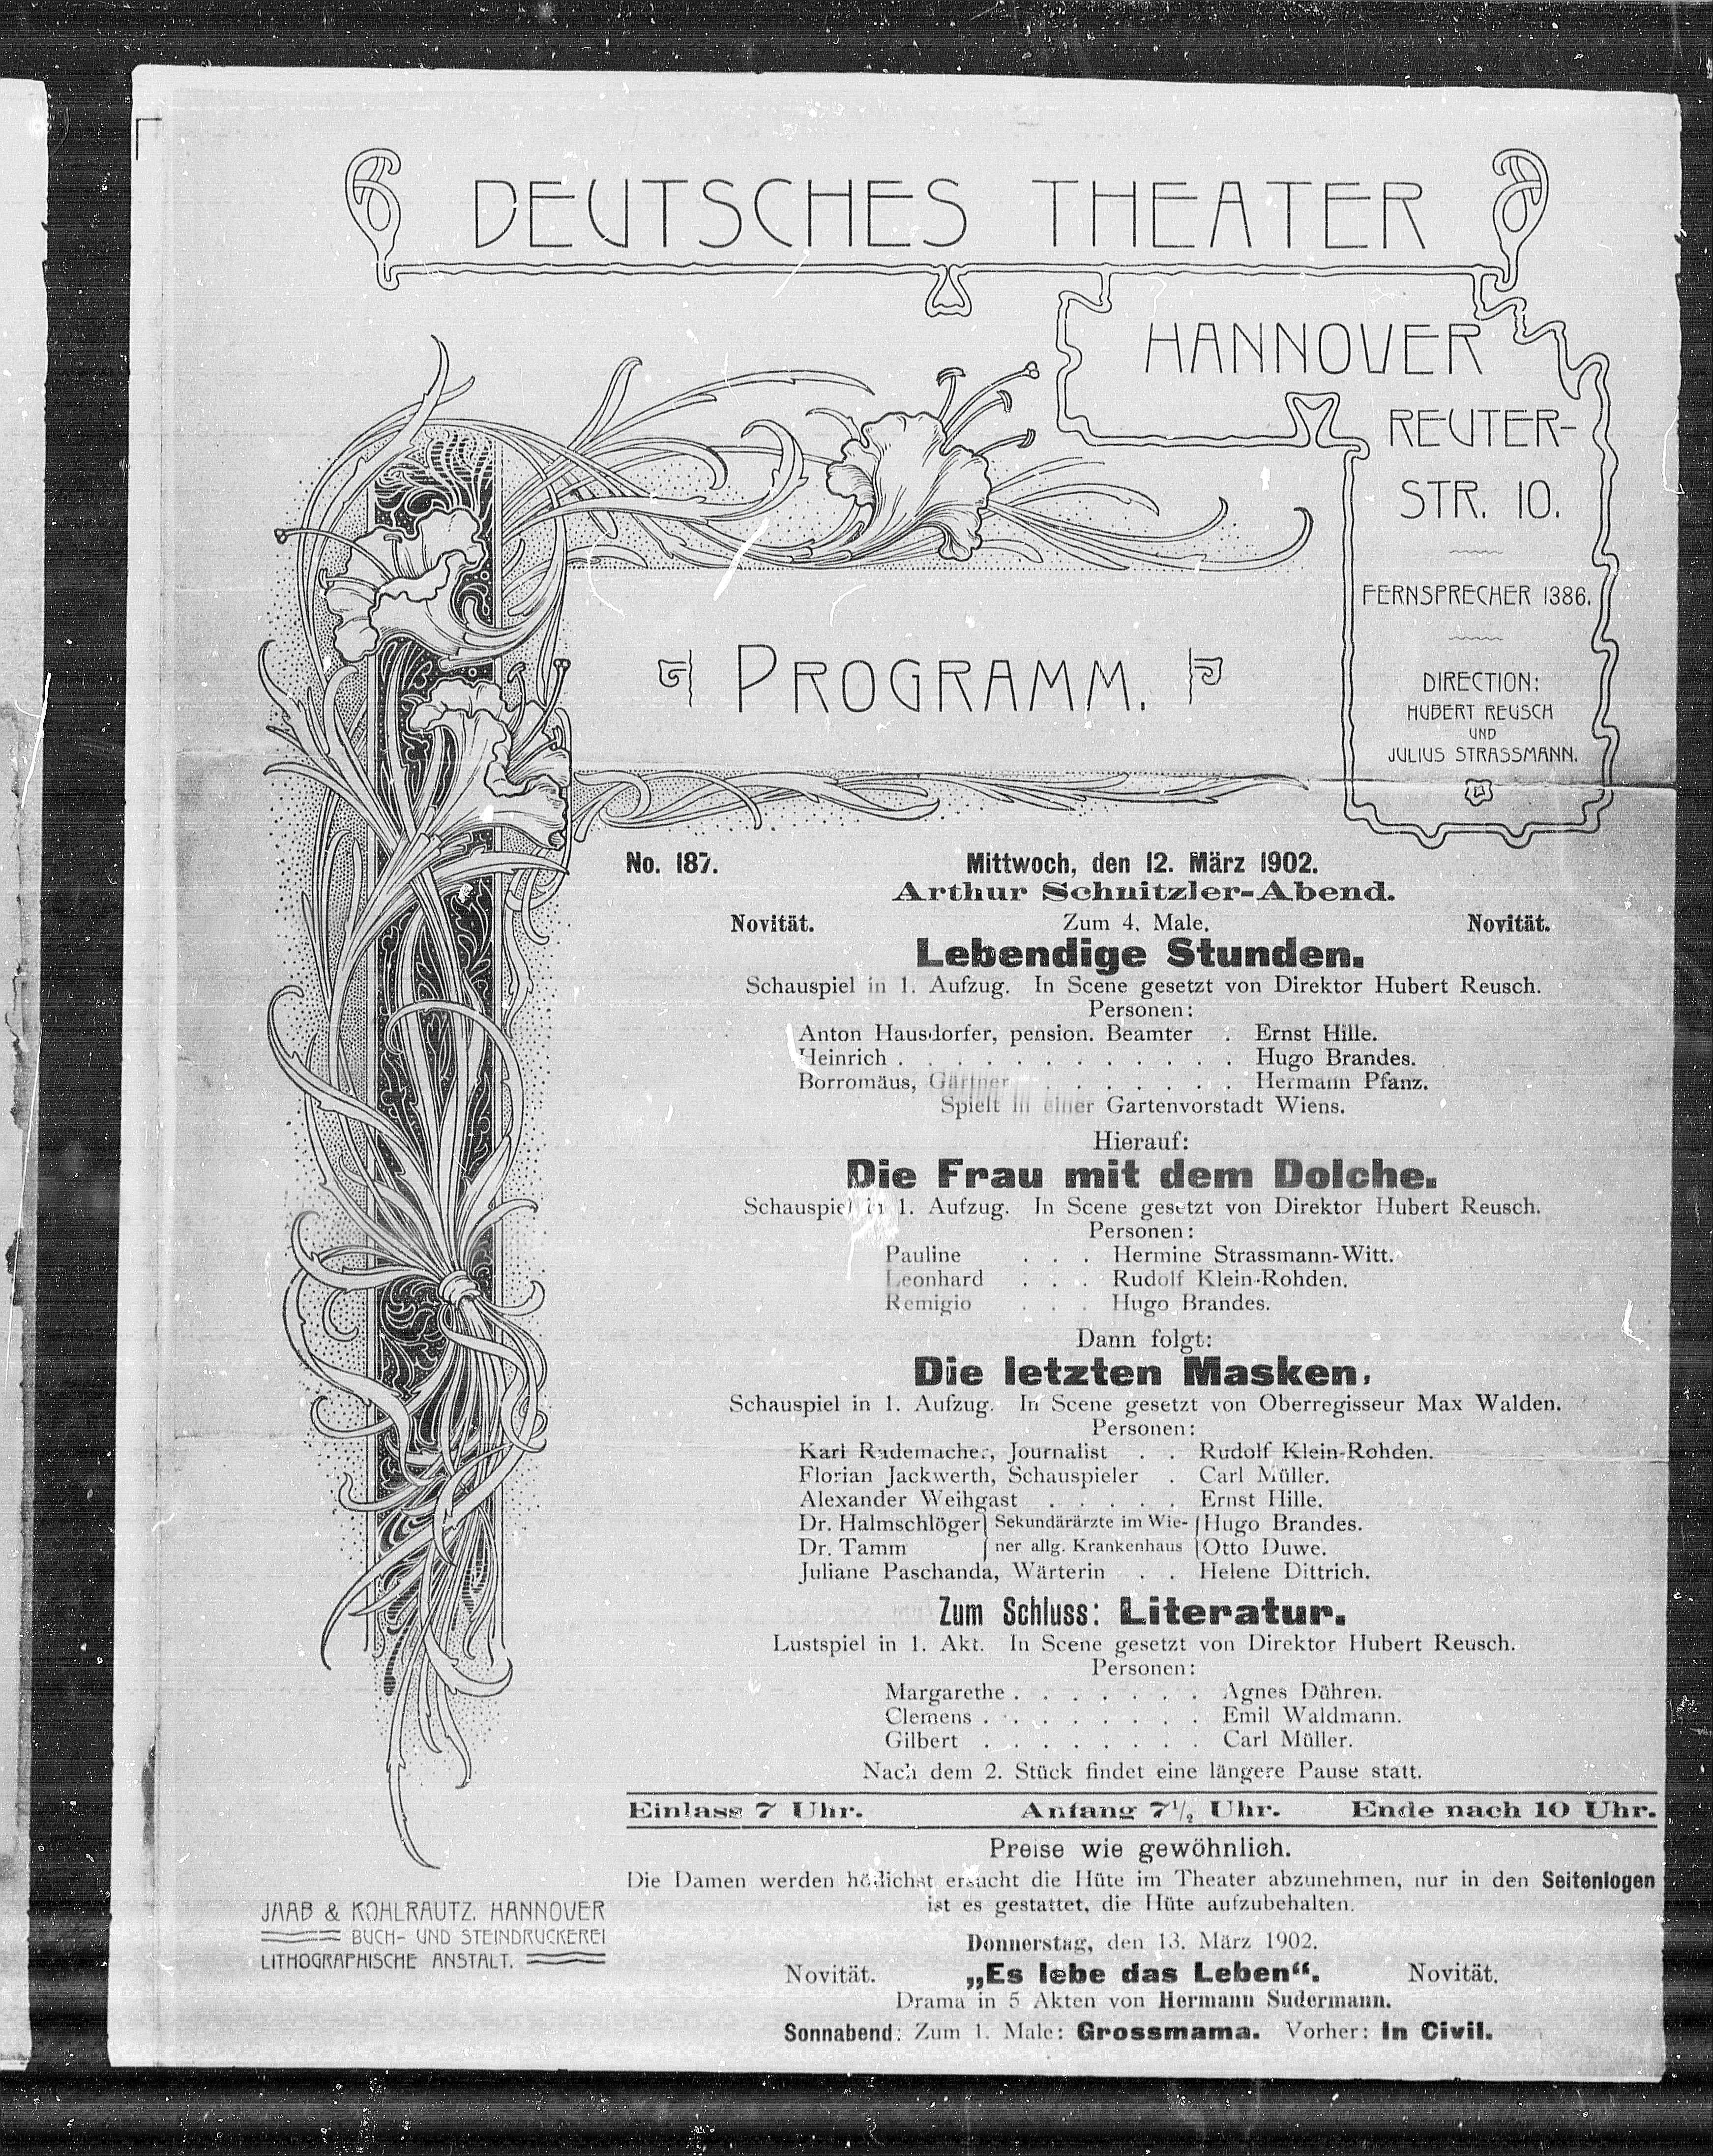 DEUTSCHES THEATER
HANNOVER
REUTER-
STR. 10.
FERNSPRECHER 1386.
DIRECTION:
HUBERT REUSCH
UND
JULIUS STRASSMANN.
PROGRAMM.
No. 187. Mittwoch, den 12. März 1902.
Arthur Schnitzler-Abend.
Novität. Zum 4. Male. Novität.
Lebendige Stunden.
Schauspiel in 1. Aufzug. In Scene gesetzt von Direktor Hubert Reusch.
Personen:
Anton Hausdorfer, pension. Beamter . Ernst Hille.
Heinrich . . . . . . . . . . . . Hugo Brandes.
Borromäus, Gärtner . . . . . . . Hermann Pfanz.
Spielt in einer Gartenvorstadt Wiens.
Hierauf:
Die Frau mit dem Dolche.
Schauspiel in 1. Aufzug. In Scene gesetzt von Direktor Hubert Reusch.
Personen:
Pauline . . . Hermine Strassmann-Witt.
Leonhard . . . Rudolf Klein-Rohden.
Remigio . . . Hugo Brandes.
Dann folgt:
Die letzten Masken.
Schauspiel in 1. Aufzug. In Scene gesetzt von Oberregisseur Max Walden.
Personen:
Karl Rademacher, Journalist . . Rudolf Klein-Rohden.
Florian Jackwerth, Schauspieler . Carl Müller.
Alexander Weihgast . . . . . Ernst Hille.
Dr. Halmschlöger} Sekundärärzte im Wie- {Hugo Brandes.
Dr. Tamm } ner allg. Krankenhaus {Otto Duwe.
Juliane Paschanda, Wärterin . . Helene Dittrich.
Zum Schluss: Literatur.
Lustspiel in 1. Akt. In Scene gesetzt von Direktor Hubert Reusch.
Personen:
Margarethe . . . . . . . Agnes Dühren.
Clemens . . . . . . . . Emil Waldmann.
Gilbert . . . . . . . . Carl Müller.
Nach dem 2. Stück findet eine längere Pause statt.
Einlass 7 Uhr. Anfang 7 1/2 Uhr. Ende nach 10 Uhr.
Preise wie gewöhnlich.
Die Damen werden höflichst ersucht die Hüte im Theater abzunehmen, nur in den Seitenlogen
ist es gestattet, die Hüte aufzubehalten.
Donnerstag, den 13. März 1902.
Novität. „Es lebe das Leben“. Novität.
Drama in 5 Akten von Hermann Sudermann.
Sonnabend: Zum 1. Male: Grossmama. Vorher: In Civil.
JAAB & KOHLRAUTZ. HANNOVER
BUCH- UND STEINDRUCKEREI
LITHOGRAPHISCHE ANSTALT.